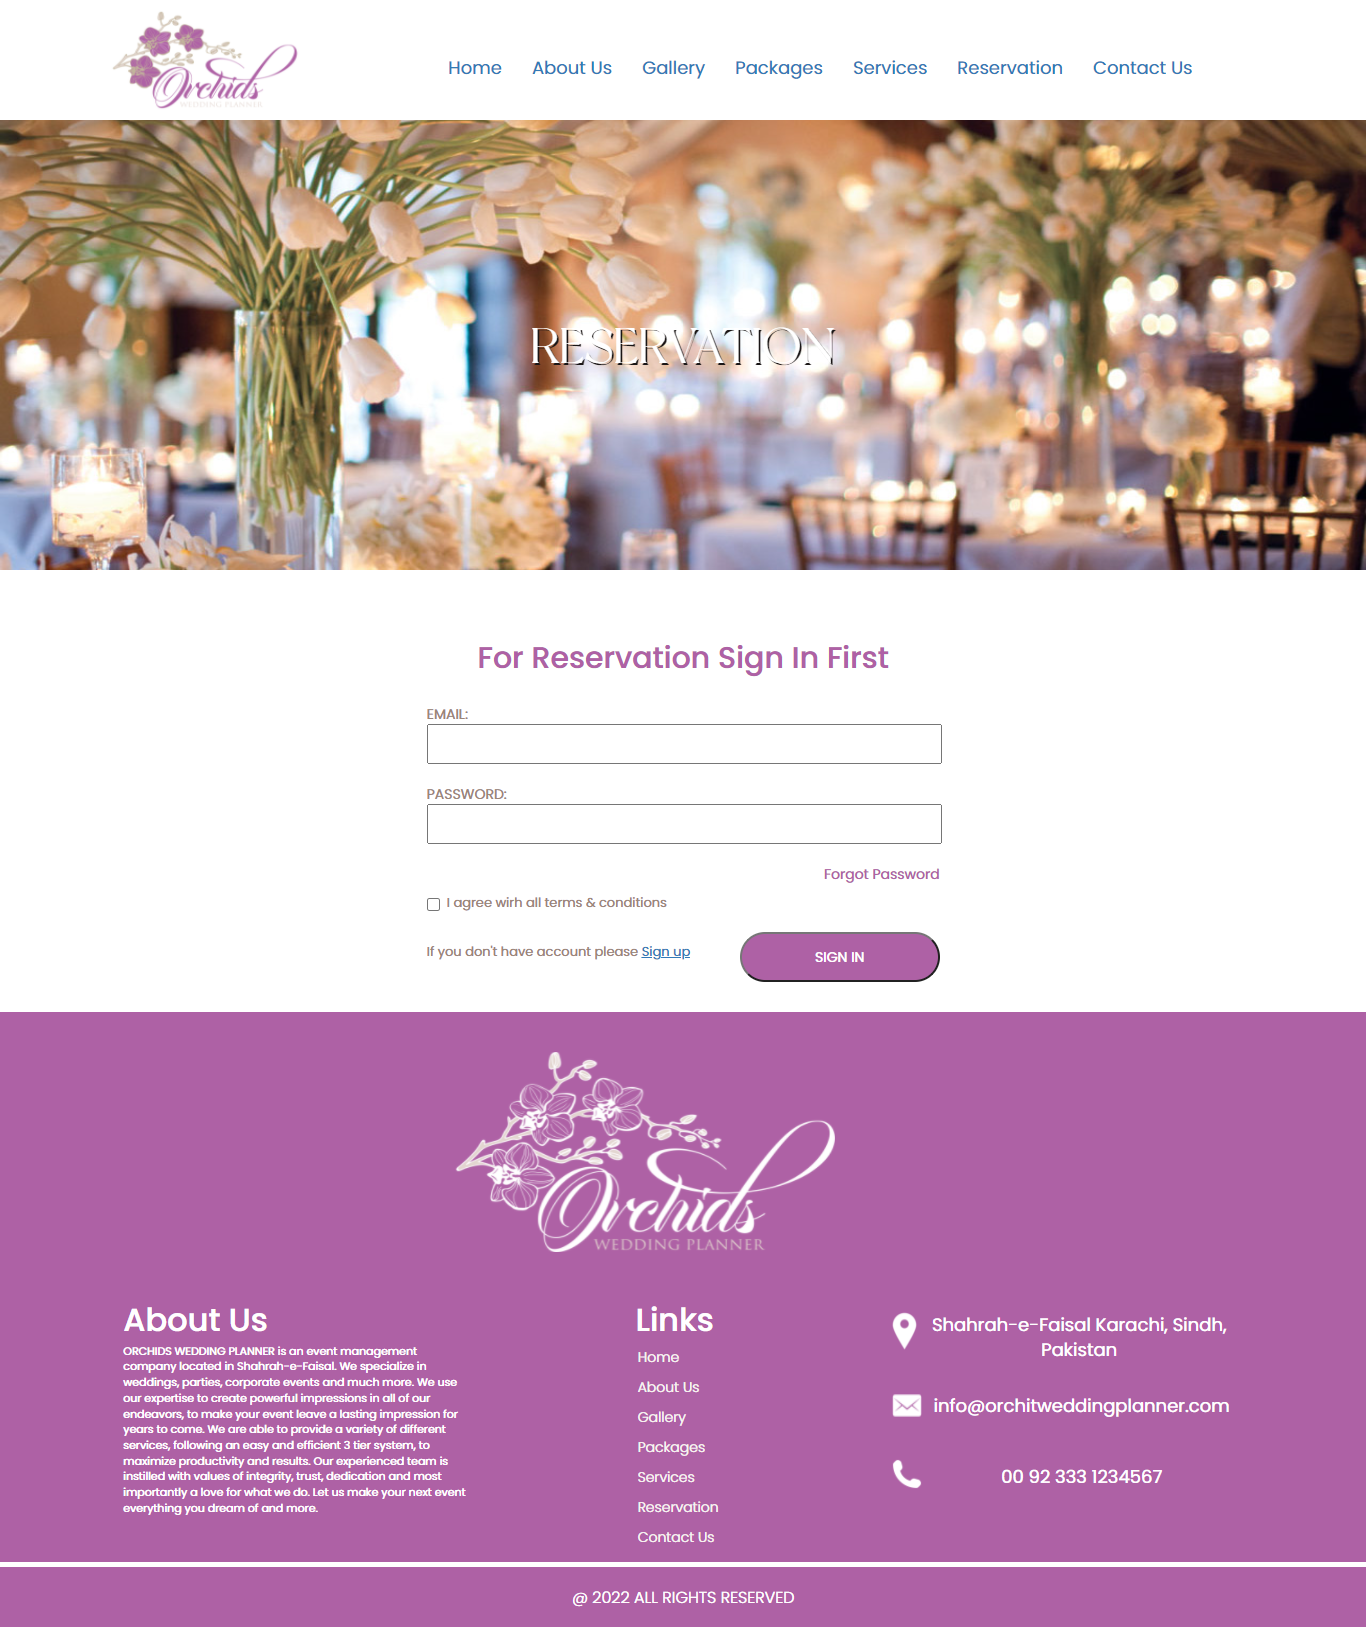 Orchids
WEDDING PLANNER
Home About Us Gallery Packages Services Reservation Contact Us
RESERVATION
For Reservation Sign In First
EMAIL:
PASSWORD:
Forgot Password
I agree wirh all terms & conditions
If you don't have account please Sign up
SIGN IN
Orchids
WEDDING PLANNER
About Us
ORCHIDS WEDDING PLANNER is an event management
company located in Shahrah-e-Faisal. We specialize in
weddings, parties, corporate events and much more. We use
our expertise to create powerful impressions in all of our
endeavors, to make your event leave a lasting impression for
years to come. We are able to provide a variety of different
services, following an easy and efficient 3 tier system, to
maximize productivity and results. Our experienced team is
instilled with values of integrity, trust, dedication and most
importantly a love for what we do. Let us make your next event
everything you dream of and more.
Links
Home
About Us
Gallery
Packages
Services
Reservation
Contact Us
Shahrah-e-Faisal Karachi, Sindh,
Pakistan
info@orchitweddingplanner.com
00 92 333 1234567
@ 2022 ALL RIGHTS RESERVED